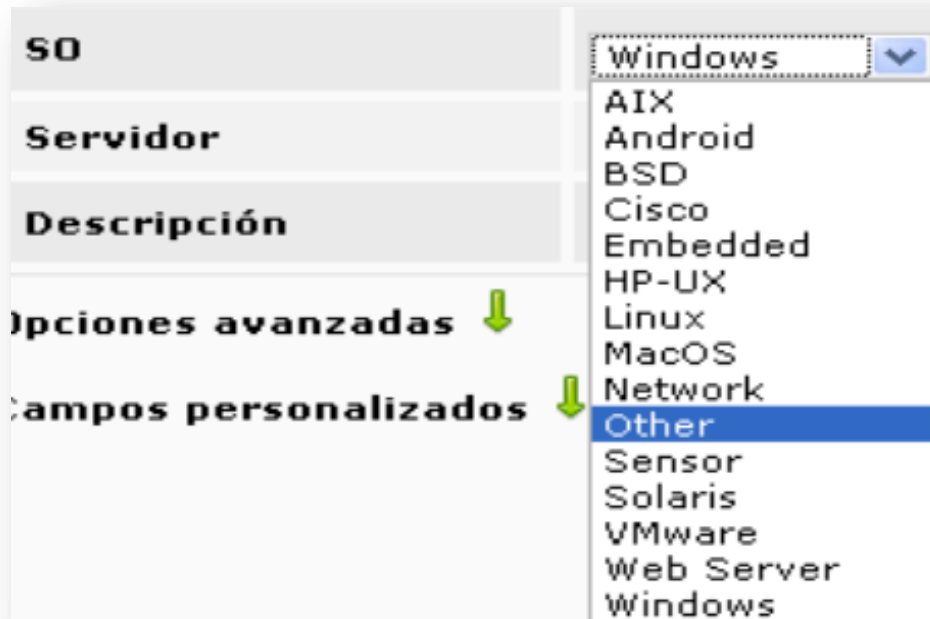 SO
Windows
Servidor
Descripción
Opciones avanzadas
Campos personalizados
AIX
Android
BSD
Cisco
Embedded
HP-UX
Linux
MacOS
Network
Other
Sensor
Solaris
VMware
Web Server
Windows